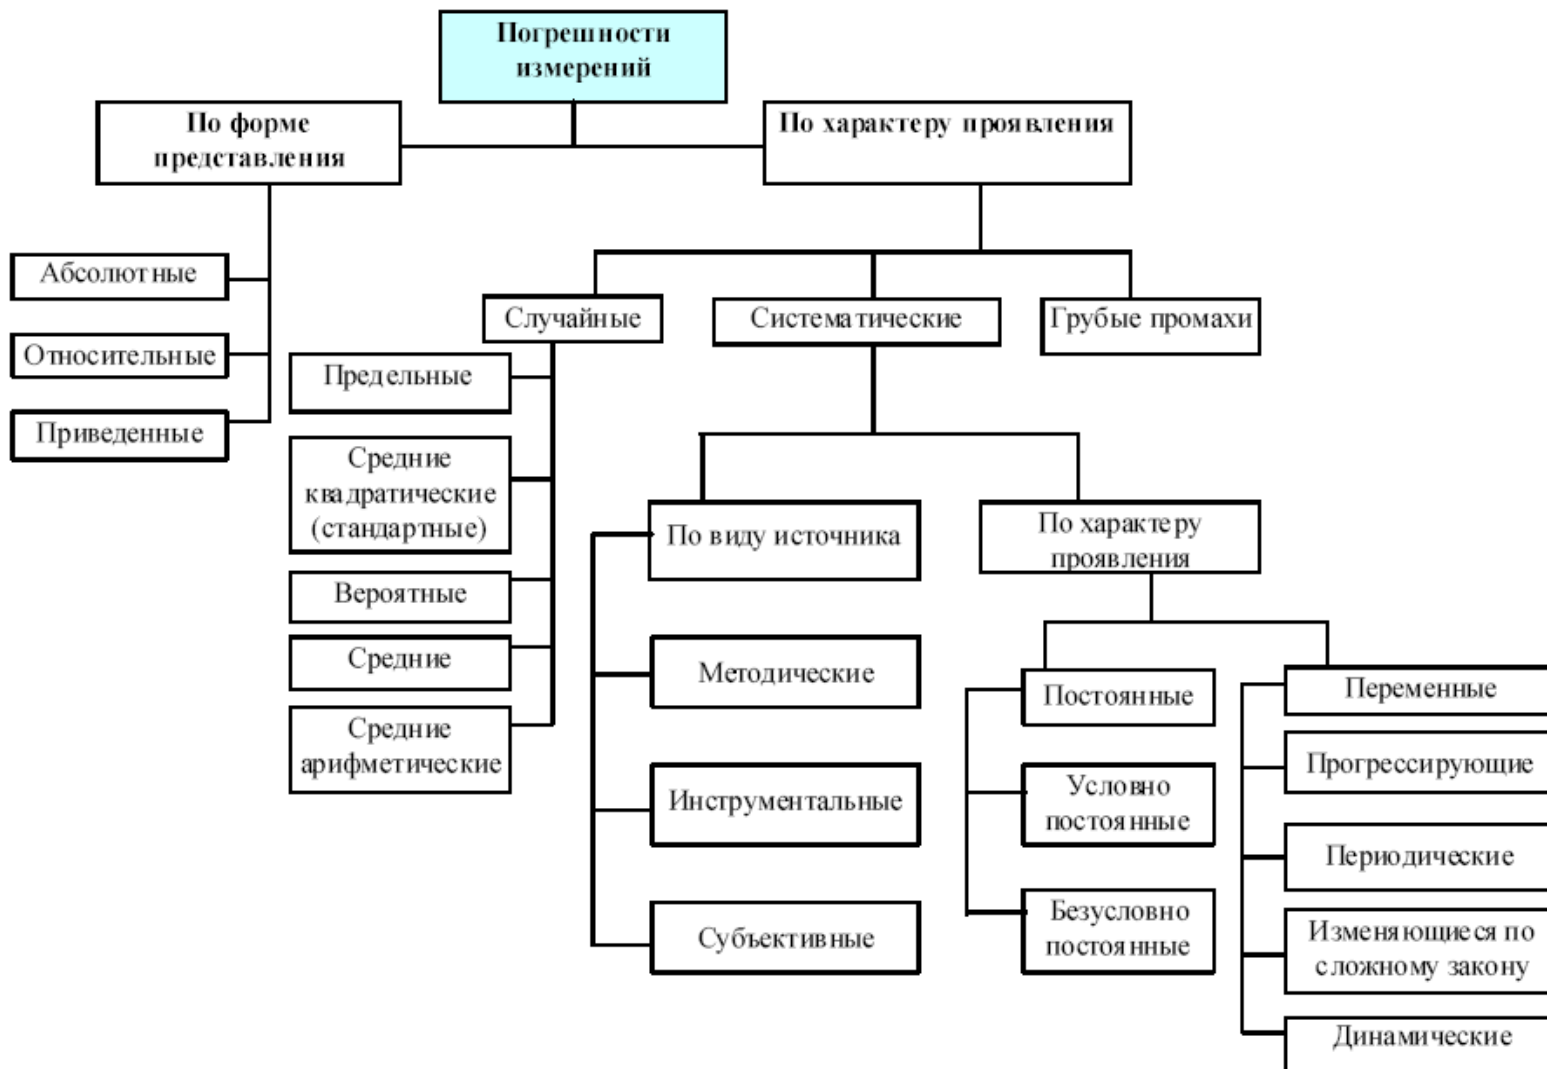 Погрешности
измерений
По форме
представления
По характеру проявления
Абсолютные
Относительные
Приведенные
Случайные
Систематические
Грубые промахи
Предельные
Средние
квадратические
(стандартные)
Вероятные
Средние
Средние
арифметические
По виду источника
Методические
Инструментальные
Субъективные
По характеру
проявления
Постоянные
Условно
постоянные
Безусловно
постоянные
Переменные
Прогрессирующие
Периодические
Изменяющиеся по
сложному закону
Динамические